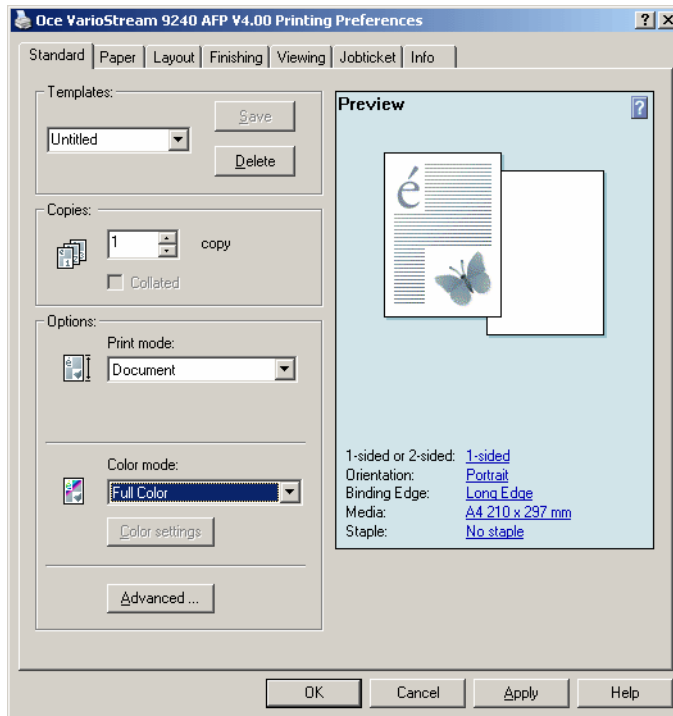 Oce VarioStream 9240 AFP V4.00 Printing Preferences
Standard Paper Layout Finishing Viewing Jobticket Info
Templates:
Untitled
Save
Delete
Copies:
1 copy
Collated
Options:
Print mode:
Document
Color mode:
Full Color
Color settings
Advanced ...
Preview
é
1-sided or 2-sided: 1-sided
Orientation: Portrait
Binding Edge: Long Edge
Media: A4 210 x 297 mm
Staple: No staple
OK Cancel Apply Help